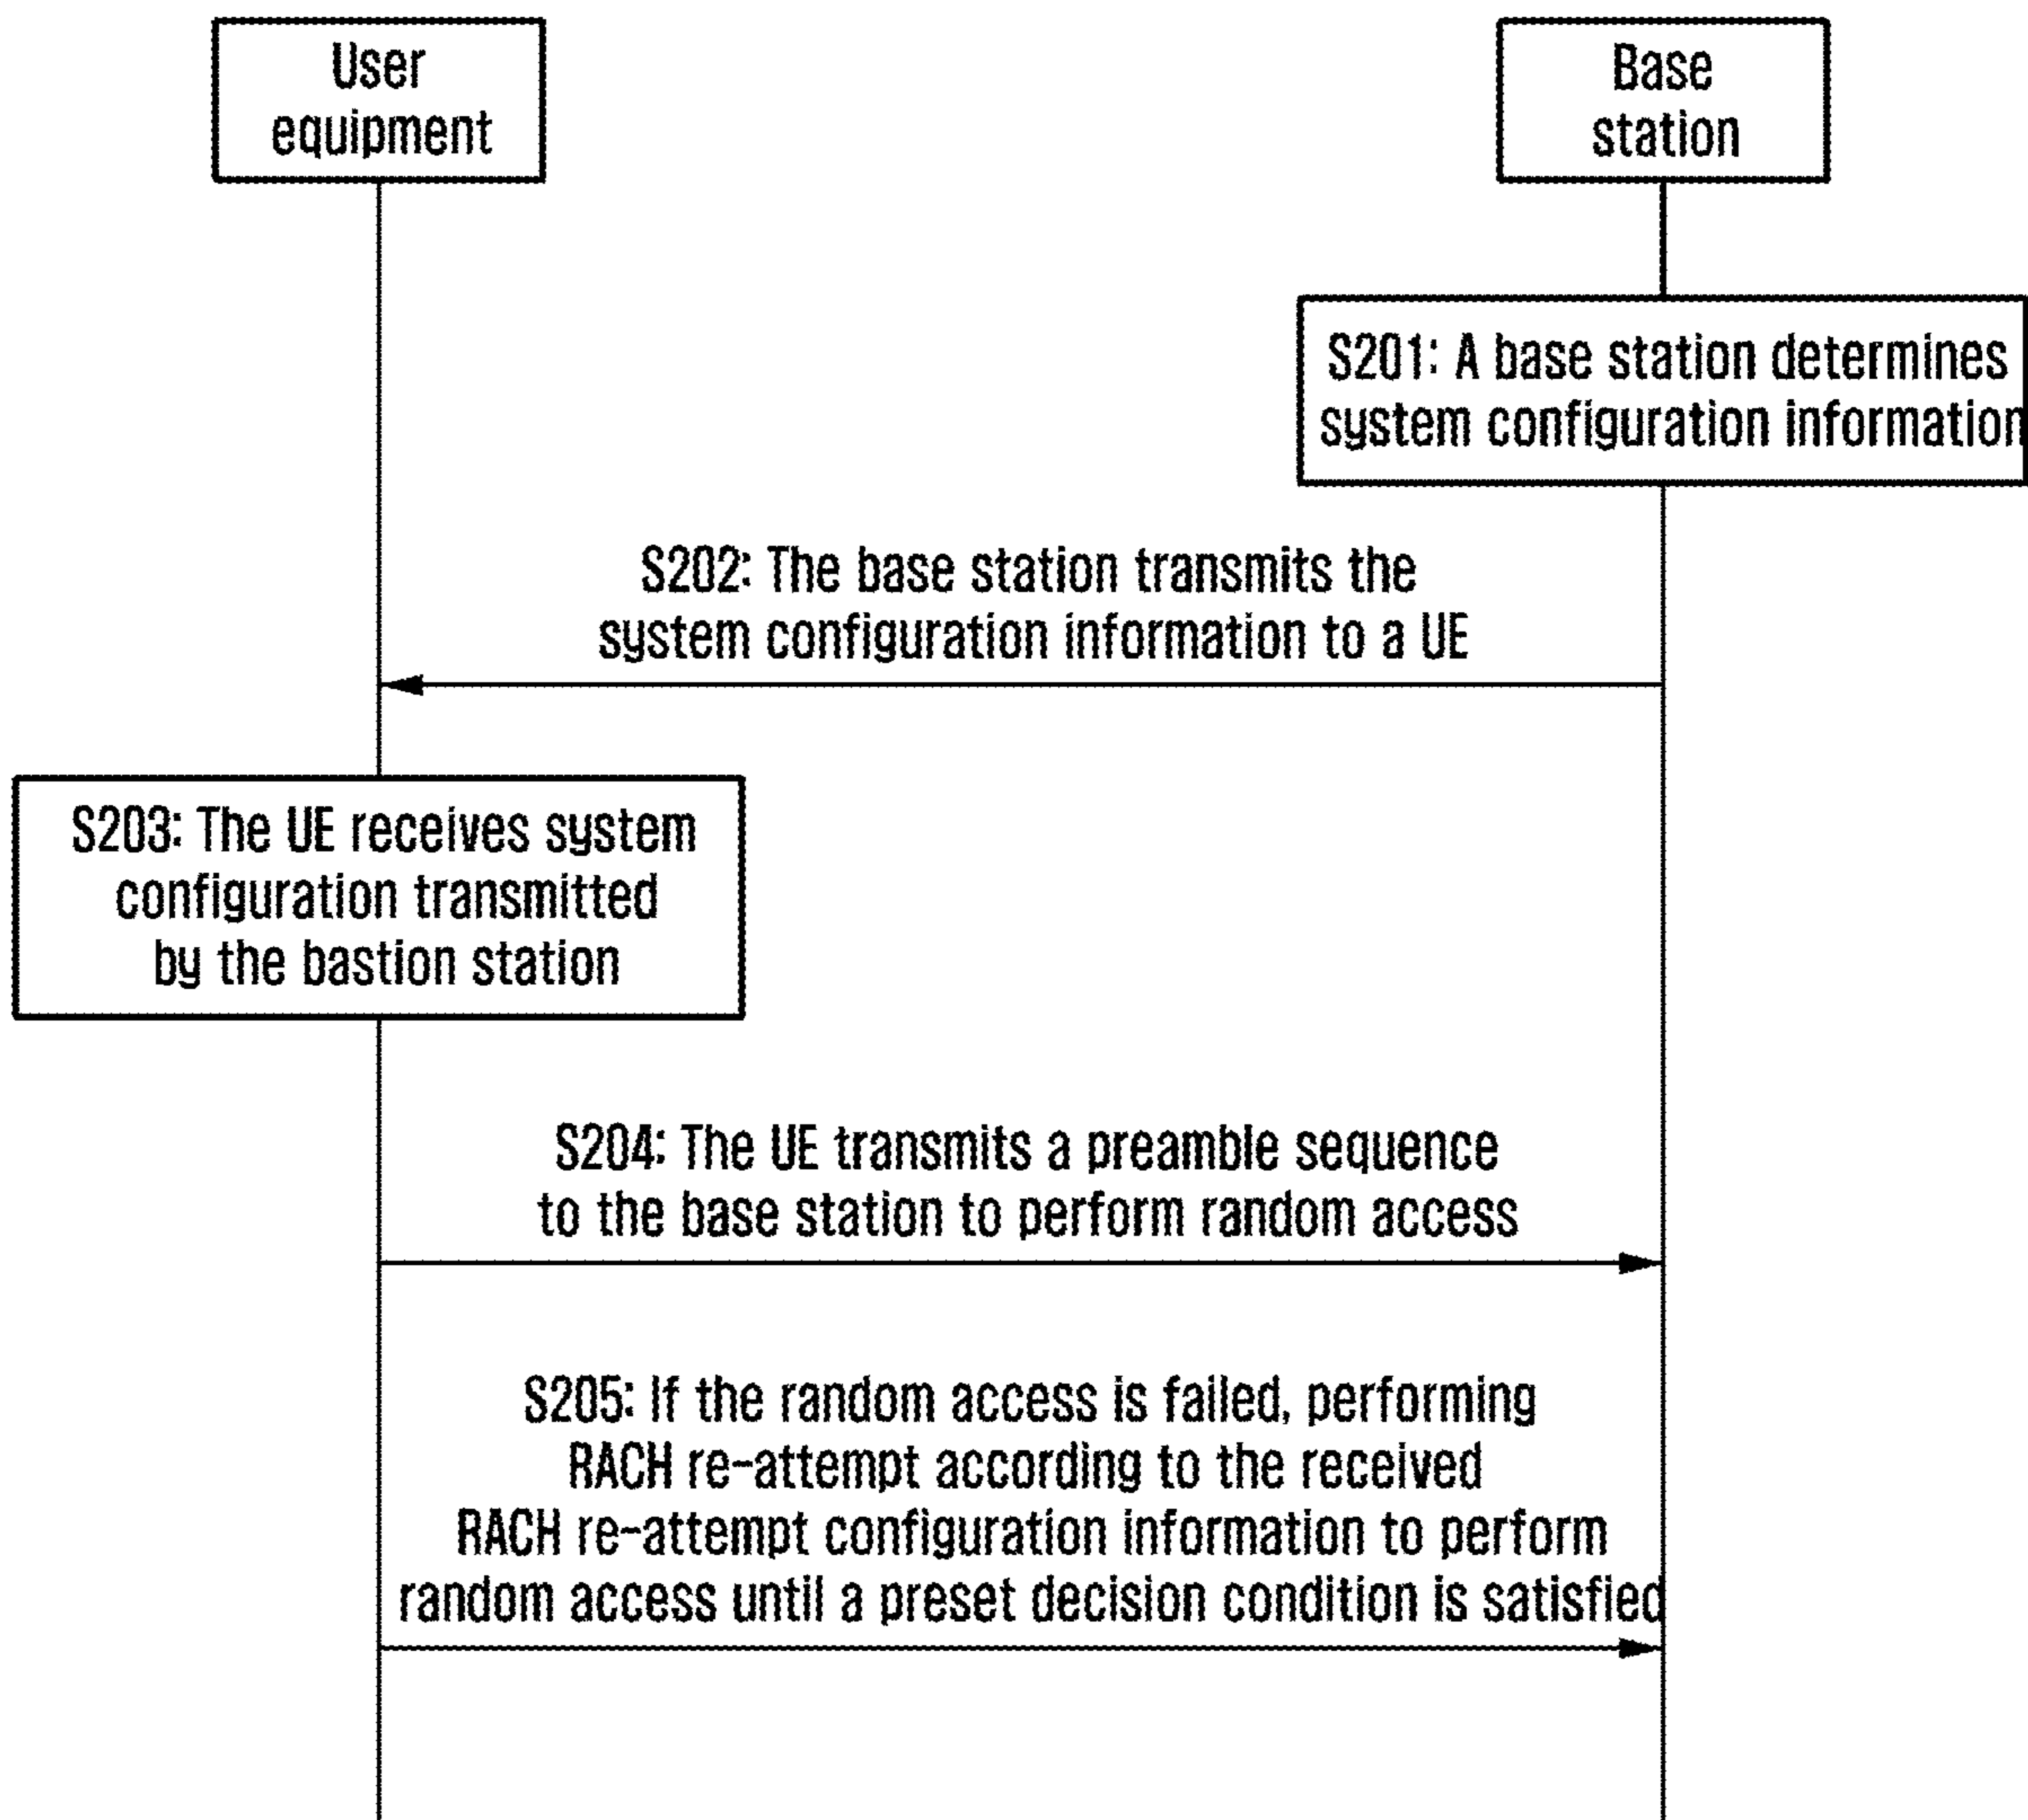 User
equipment
Base
station
S201: A base station determines
system configuration information
S202: The base station transmits the
system configuration information to a UE
S203: The UE receives system
configuration transmitted
by the bastion station
S204: The UE transmits a preamble sequence
to the base station to perform random access
S205: If the random access is failed, performing
RACH re-attempt according to the received
RACH re-attempt configuration information to perform
random access until a preset decision condition is satisfied